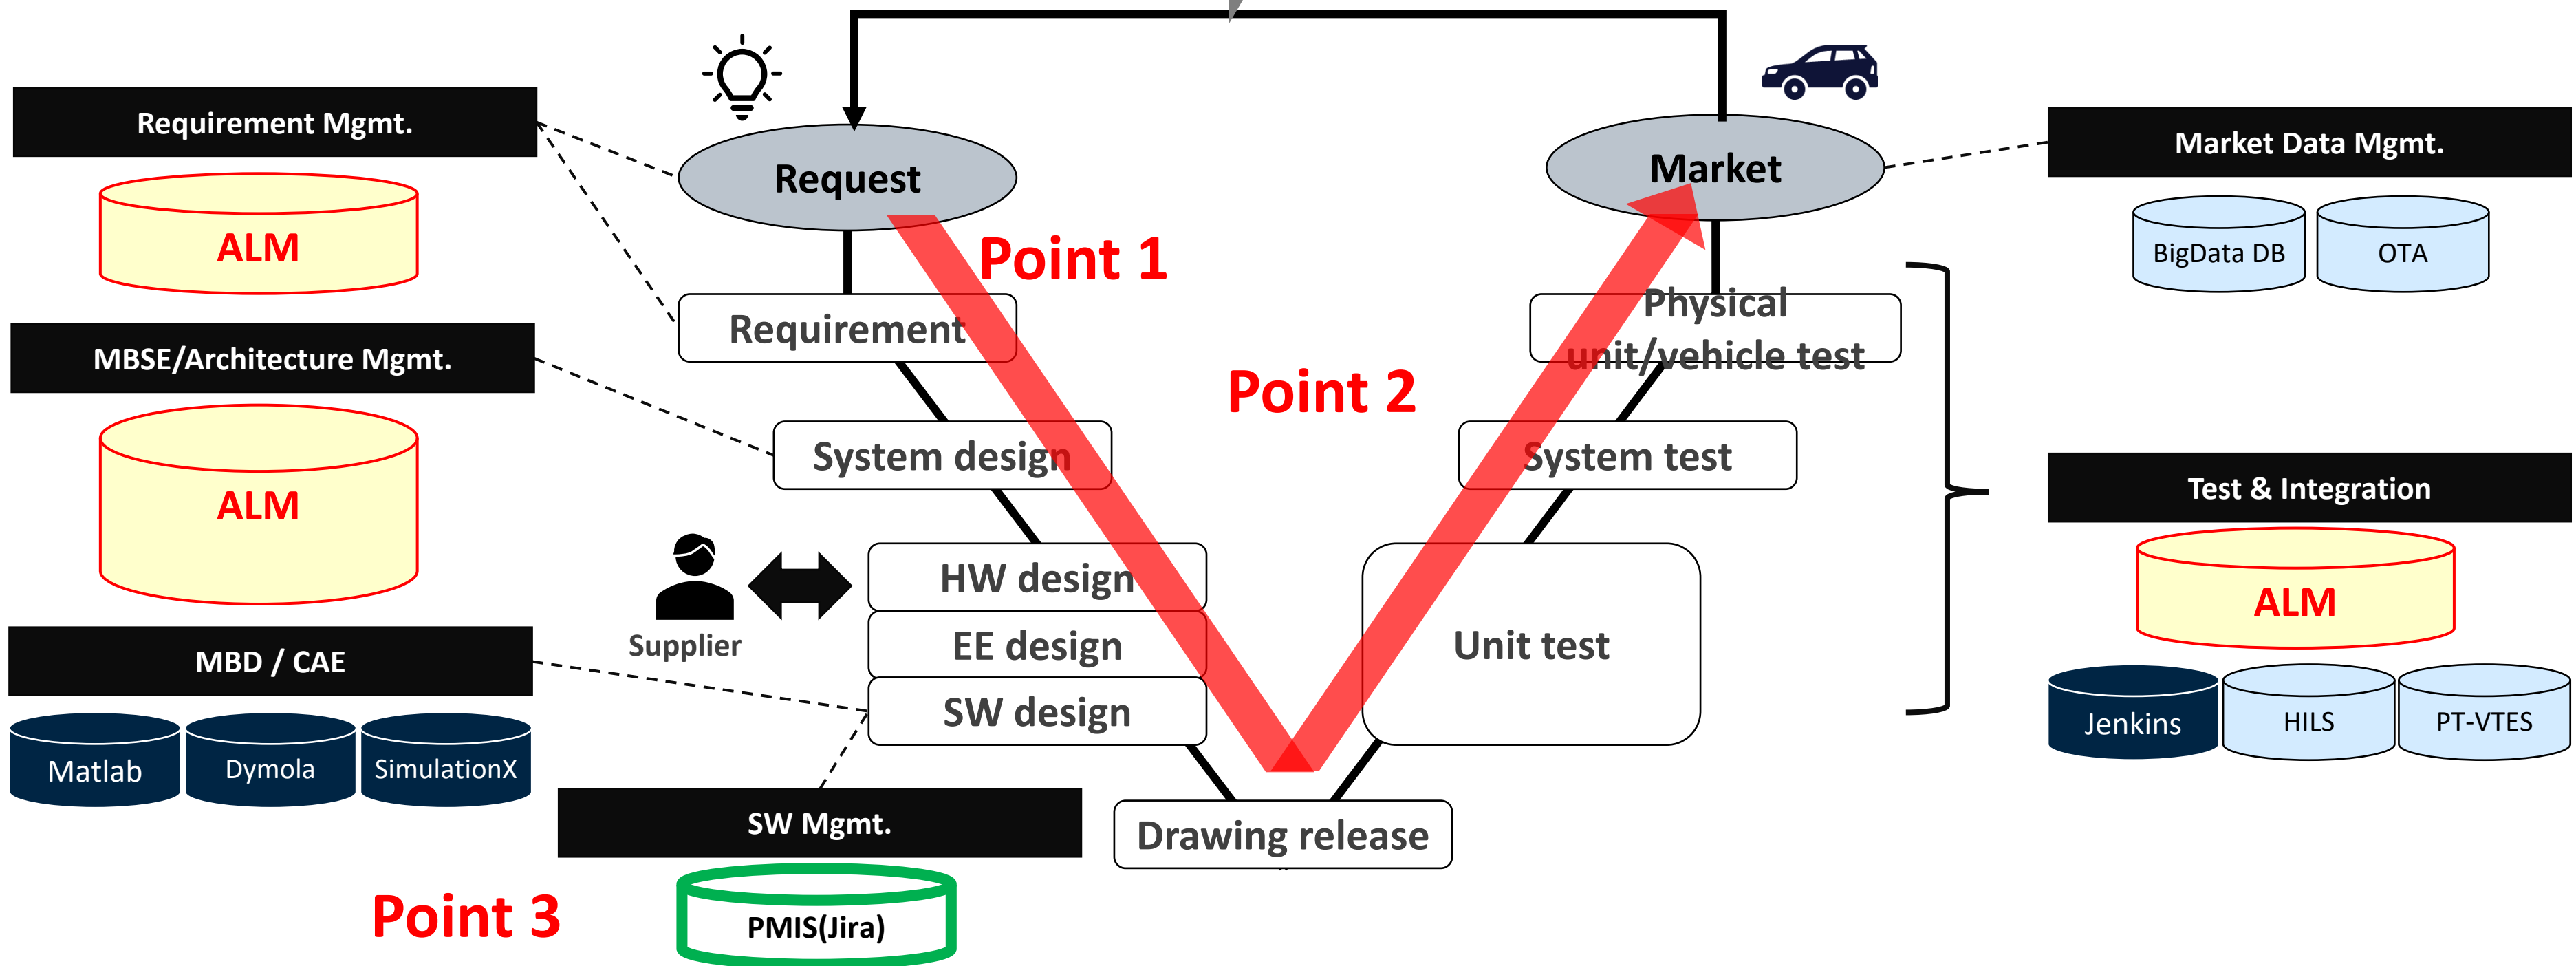 Requirement Mgmt.
ALM
MBSE/Architecture Mgmt.
ALM
MBD / CAE
Matlab
Dymola
SimulationX
Request
Requirement
System design
Supplier
HW design
EE design
SW design
SW Mgmt.
PMIS(Jira)
Point 3
Point 1
Point 2
Drawing release
Market
Physical
unit/vehicle test
System test
Unit test
Market Data Mgmt.
BigData DB
OTA
Test & Integration
ALM
Jenkins
HILS
PT-VTES